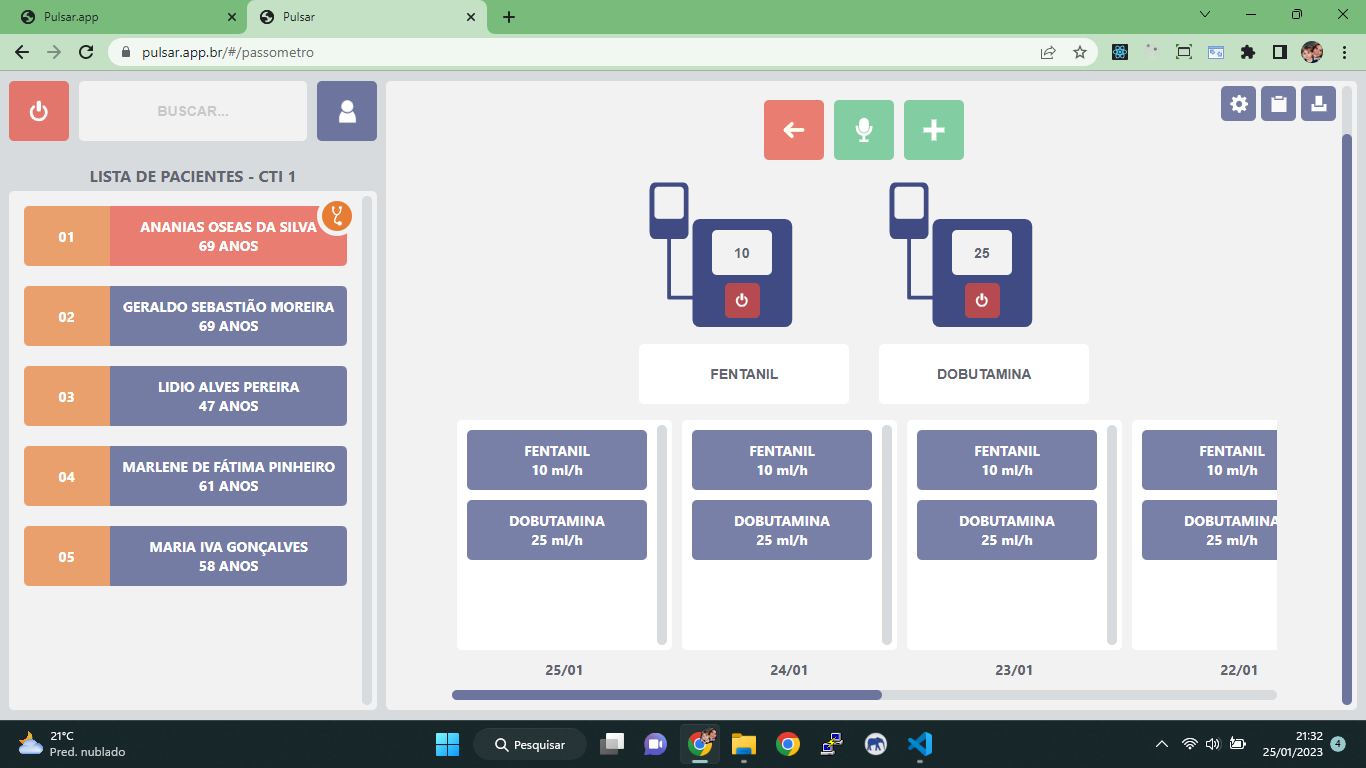 Pulsar.app
Pulsar
pulsar.app.br/#/passometro
BUSCAR...
LISTA DE PACIENTES - CTI 1
01
ANANIAS OSEAS DA SILVA
69 ANOS
02
GERALDO SEBASTIÃO MOREIRA
69 ANOS
03
LIDIO ALVES PEREIRA
47 ANOS
04
MARLENE DE FÁTIMA PINHEIRO
61 ANOS
05
MARIA IVA GONÇALVES
58 ANOS
10
25
FENTANIL
DOBUTAMINA
FENTANIL
10 ml/h
DOBUTAMINA
25 ml/h
25/01
FENTANIL
10 ml/h
DOBUTAMINA
25 ml/h
24/01
FENTANIL
10 ml/h
DOBUTAMINA
25 ml/h
23/01
FENTANIL
10 ml/h
DOBUTAMINA
25 ml/h
22/01
21°C
Pred. nublado
Pesquisar
21:32
25/01/2023
4